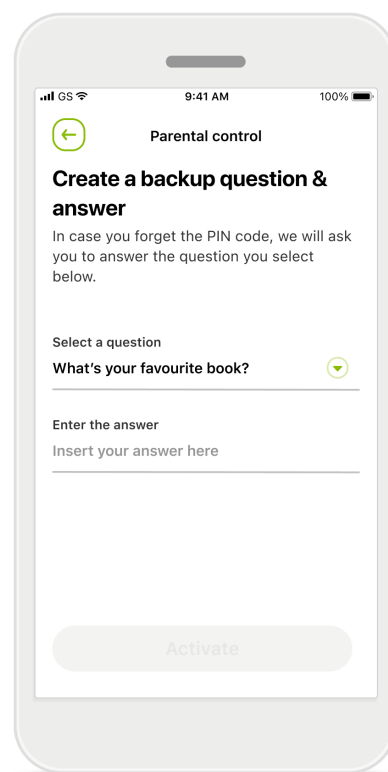 GS 9:41 AM 100%
Parental control
Create a backup question &
answer
In case you forget the PIN code, we will ask
you to answer the question you select
below.
Select a question
What's your favourite book?
Enter the answer
Insert your answer here
Activate